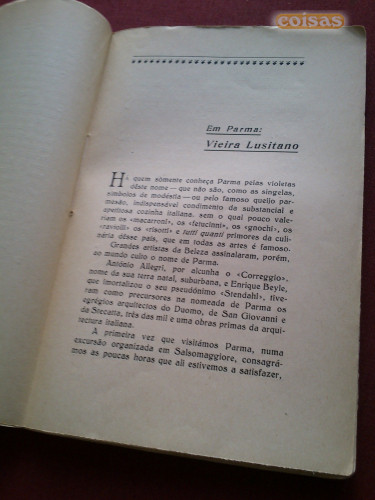 coisas
Em Parma:
Vieira Lusitano
Há quem sòmente conheça Parma pelas violetas
dêste nome — que não são, como as singelas,
símbolos de modéstia — ou pelo famoso queijo par-
mesão, indispensável condimento da substancial e
apetitosa cozinha italiana, sem o qual pouco vale-
riam os «macarroni», os «fetucinni», os «gnochi», os
«ravioli» os «risoti» e tutti quanti primores da culi-
nária dêsse país, que em todas as artes é famoso.
Grandes artistas da Beleza assinalaram, porém,
ao mundo culto o nome de Parma.
António Allegri, por alcunha o «Correggio»,
nome da sua terra natal, suburbana, e Enrique Beyle,
que imortalizou o seu pseudónimo «Stendahl», tive-
ram como precursores na nomeada de Parma os
egrégios arquitectos do Duomo, de San Giovanni e
da Stecatta, três das mil e uma obras primas da arqui-
tectura italiana.
A primeira vez que visitámos Parma, numa
excursão organizada em Salsomaggiore, consagrá-
mos as poucas horas que ali estivemos a satisfazer,